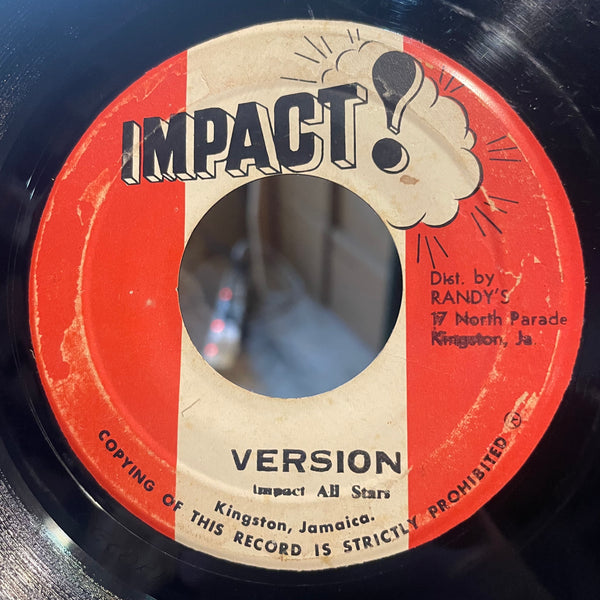 IMPACT!
Dist. by
RANDY'S
17 North Parade
Kingston, Ja.
VERSION
Impact All Stars
Kingston, Jamaica.
COPYING OF THIS RECORD IS STRICTLY PROHIBITED